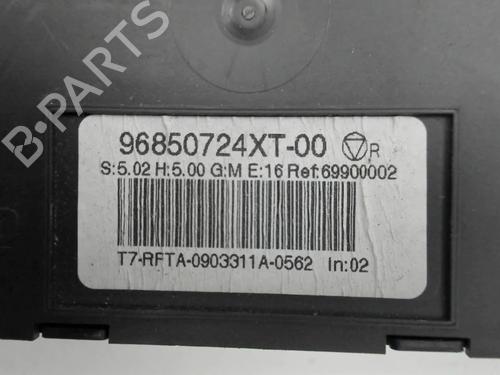 B-PARTS
96850724XT-00 R
S:5.02 H:5.00 G:M E:16 Ref:69900002
T7-RFTA-0903311A-0562 In:02